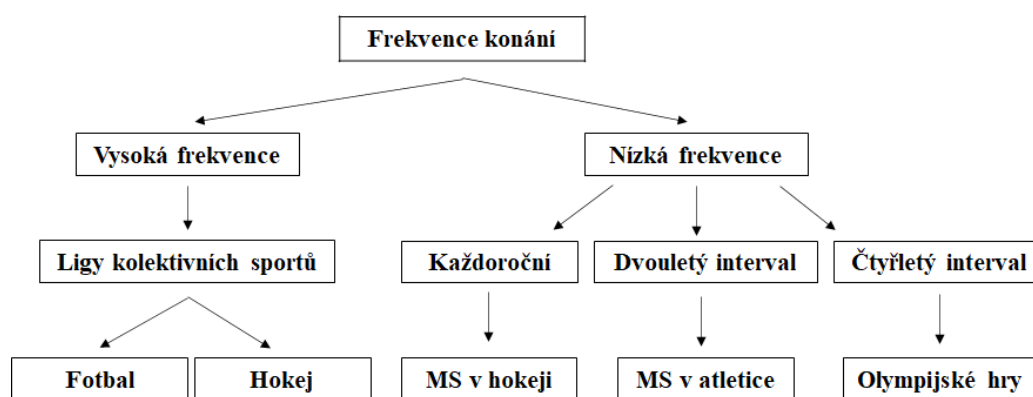 Frekvence konání
Vysoká frekvence
Nízká frekvence
Ligy kolektivních sportů
Každoroční
Dvouletý interval
Čtyřletý interval
Fotbal
Hokej
MS v hokeji
MS v atletice
Olympijské hry